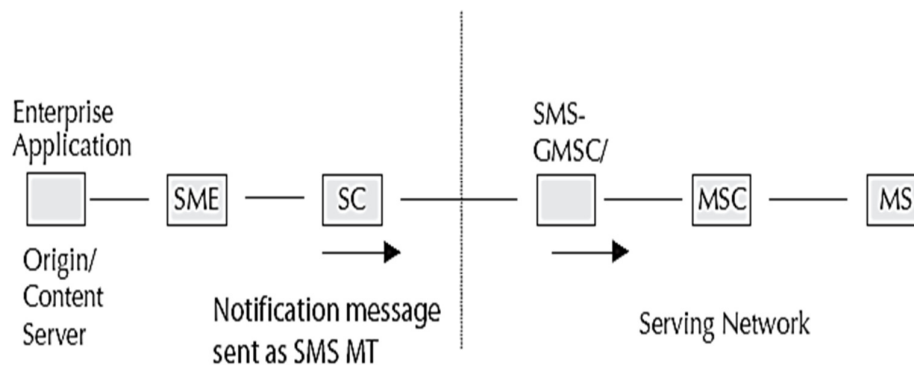 Enterprise
Application
SMS-
GMSC/
SME
SC
MSC
MS
Origin/
Content
Server
Notification message
sent as SMS MT
Serving Network